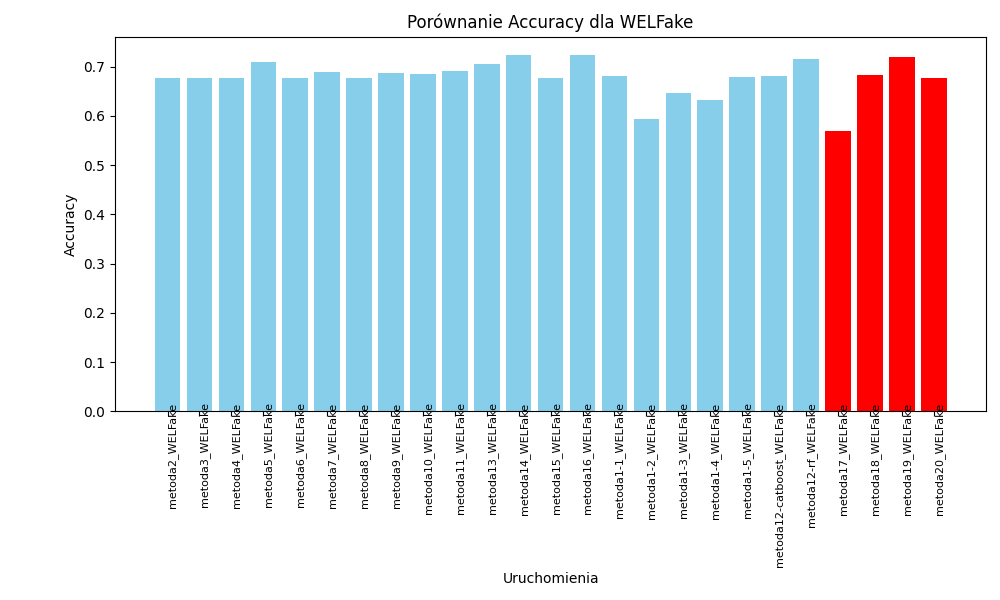 Porównanie Accuracy dla WELFake
Accuracy
0.7
0.6
0.5
0.4
0.3
0.2
0.1
0.0
metoda2_WELFake
metoda3_WELFake
metoda4_WELFake
metoda5_WELFake
metoda6_WELFake
metoda7_WELFake
metoda8_WELFake
metoda9_WELFake
metoda10_WELFake
metoda11_WELFake
metoda13_WELFake
metoda14_WELFake
metoda15_WELFake
metoda16_WELFake
metoda1-1_WELFake
metoda1-2_WELFake
metoda1-3_WELFake
metoda1-4_WELFake
metoda1-5_WELFake
metoda12-catboost_WELFake
metoda12-rf_WELFake
metoda17_WELFake
metoda18_WELFake
metoda19_WELFake
metoda20_WELFake
Uruchomienia